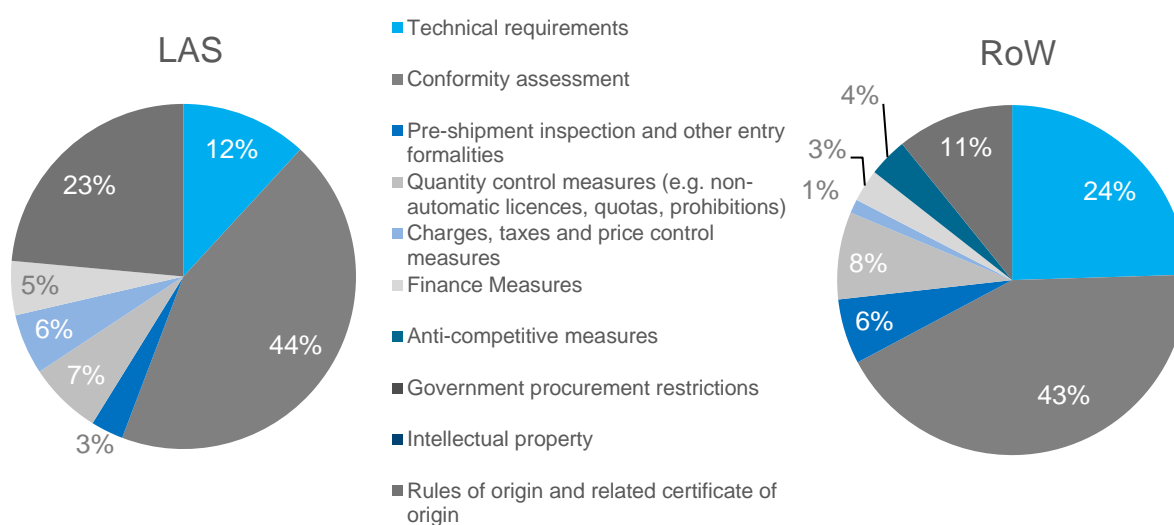 LAS
12%
23%
5%
6%
7%
3%
44%
Technical requirements
Conformity assessment
Pre-shipment inspection and other entry
formalities
Quantity control measures (e.g. non-
automatic licences, quotas, prohibitions)
Charges, taxes and price control
measures
Finance Measures
Anti-competitive measures
Government procurement restrictions
Intellectual property
Rules of origin and related certificate of
origin
RoW
4%
3%
1%
11%
24%
8%
6%
43%